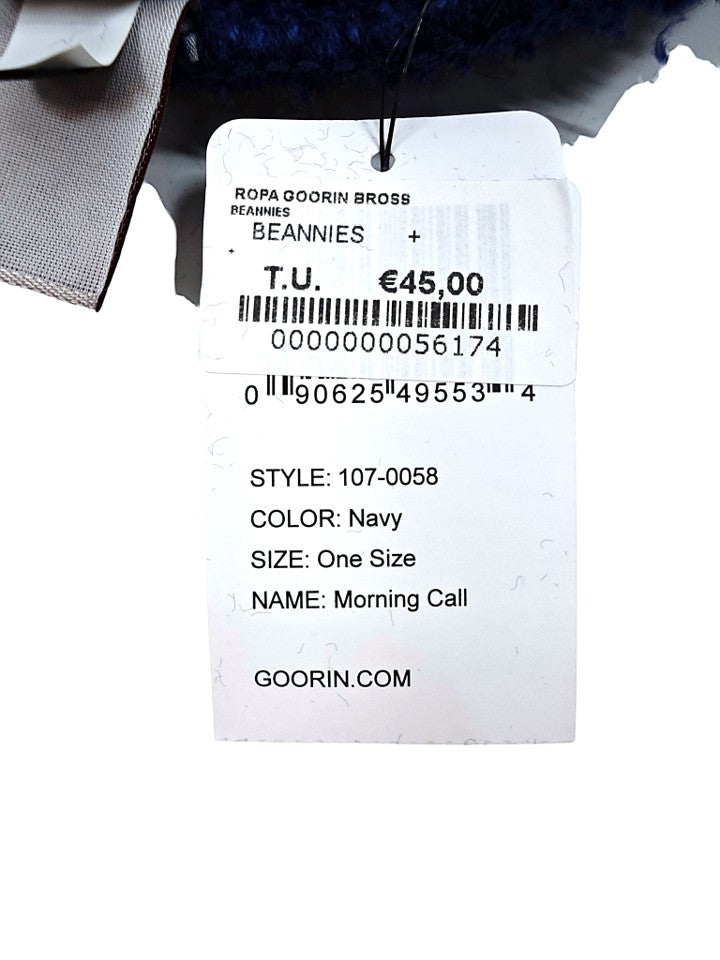 ROPA GOORIN BROSS
BEANNIES
BEANNIES +
T.U. €45,00
0000000056174
0 90625 49553 4
STYLE: 107-0058
COLOR: Navy
SIZE: One Size
NAME: Morning Call
GOORIN.COM